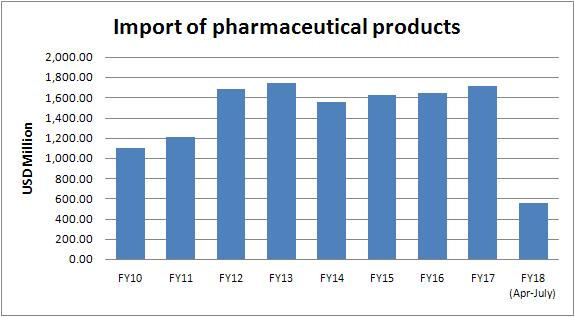 Import of pharmaceutical products
USD Million
2,000.00
1,800.00
1,600.00
1,400.00
1,200.00
1,000.00
800.00
600.00
400.00
200.00
0.00
FY10 FY11 FY12 FY13 FY14 FY15 FY16 FY17 FY18
(Apr-July)